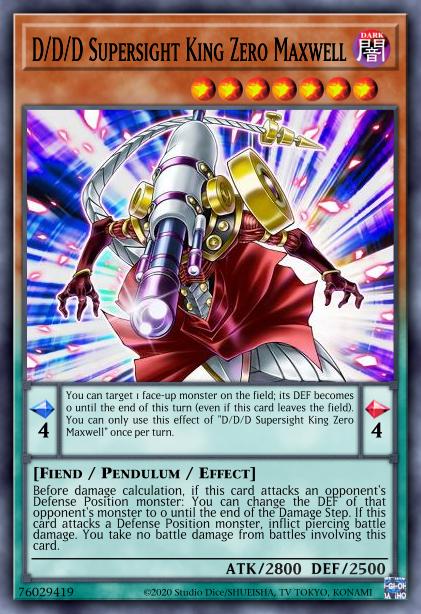 D/D/D Supersight King Zero Maxwell
DARK
闇
You can target 1 face-up monster on the field; its DEF becomes
0 until the end of this turn (even if this card leaves the field).
You can only use this effect of "D/D/D Supersight King Zero
Maxwell" once per turn.
4
4
[Fiend / Pendulum / Effect]
Before damage calculation, if this card attacks an opponent's
Defense Position monster: You can change the DEF of that
opponent's monster to 0 until the end of the Damage Step. If this
card attacks a Defense Position monster, inflict piercing battle
damage. You take no battle damage from battles involving this
card.
ATK/2800 DEF/2500
76029419
©2020 Studio Dice/SHUEISHA, TV TOKYO, KONAMI